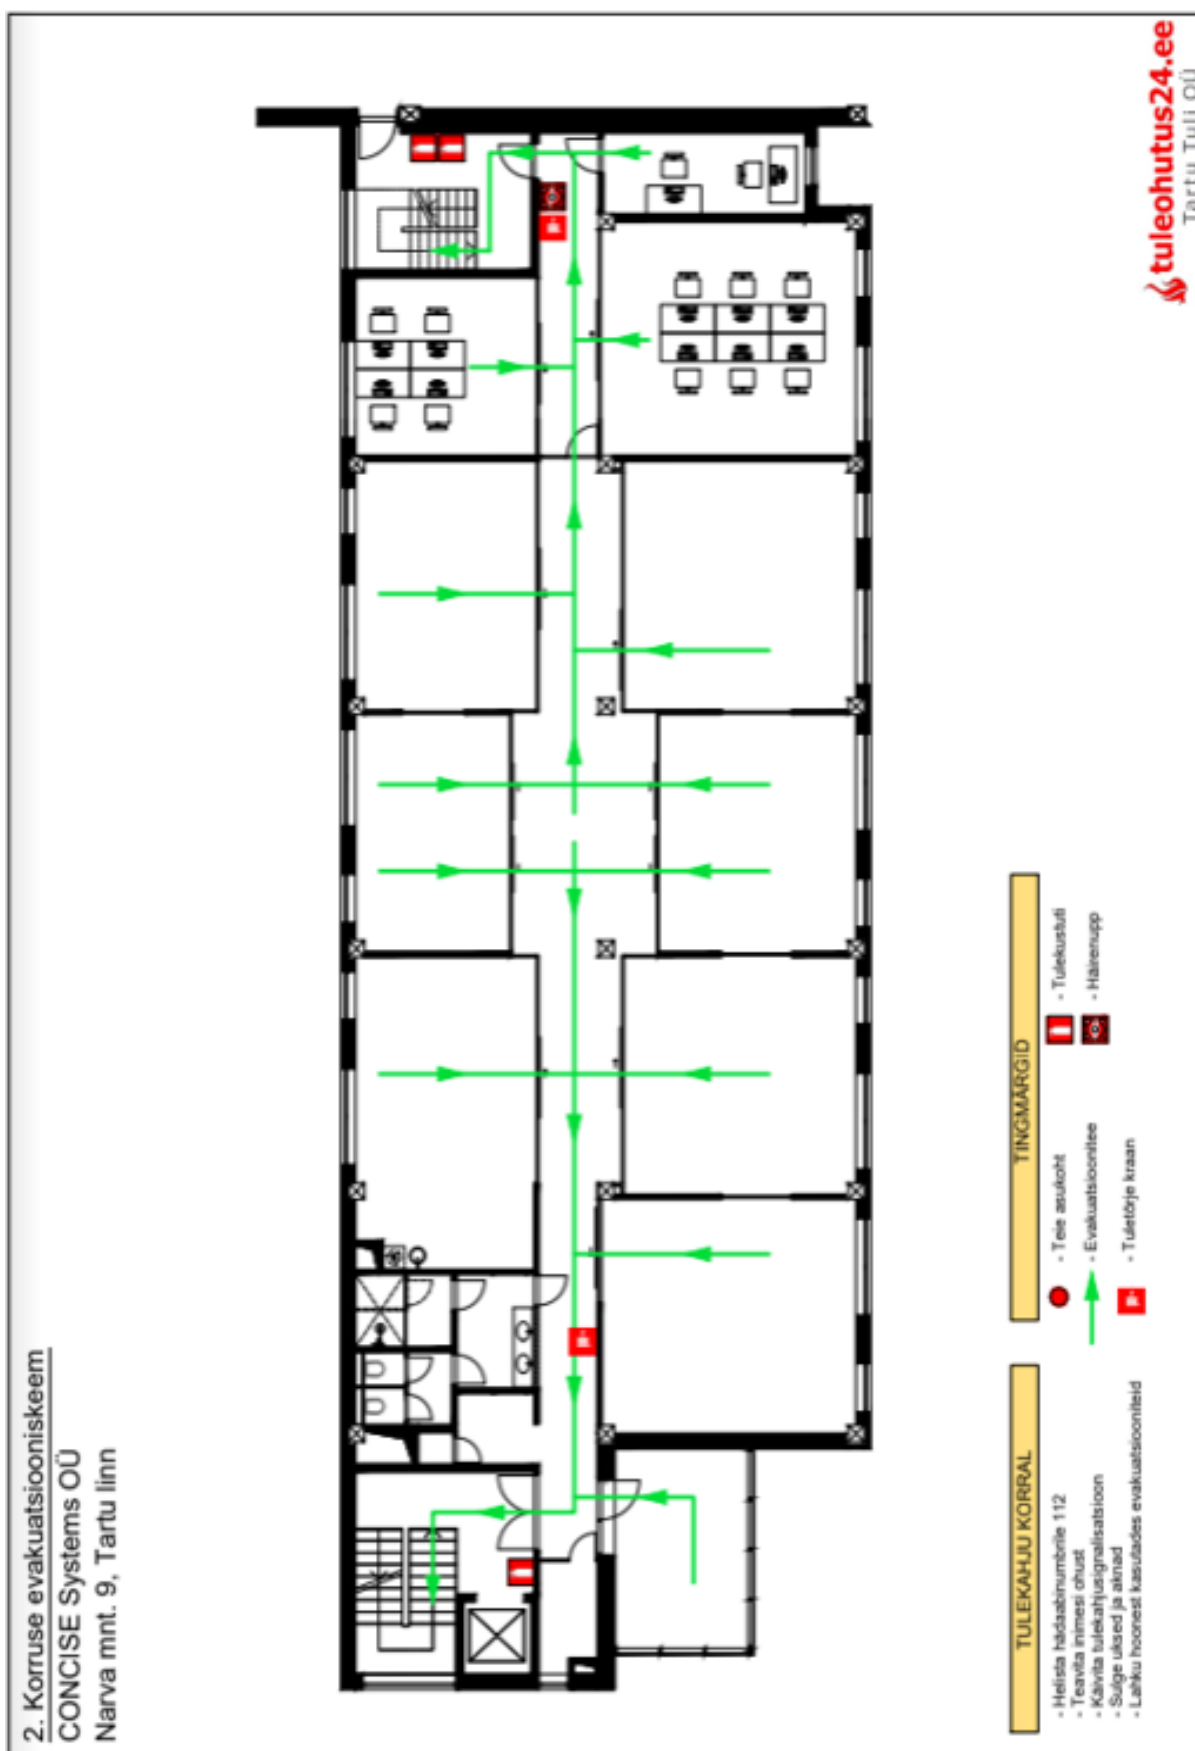 2. Korruse evakuatsiooniskeem
CONCISE Systems OÜ
Narva mnt. 9, Tartu linn
TULEKAHJU KORRAL
- Helista hädaabinumbrile 112
- Teavita inimesi ohust
- Käivita tulekahjusignalisatsioon
- Sulge uksed ja aknad
- Lahku hoonest kasutades evakuatsiooniteid
TINGMÄRGID
- Teie asukoht
- Evakuatsioonitee
- Tuletõrje kraan
- Tulekustuti
- Häirenupp
tuleohutus24.ee
Tartu Tuli OÜ